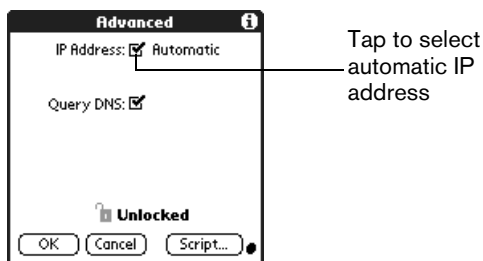 Advanced
IP Address: Automatic
Tap to select
automatic IP
address
Query DNS:
Unlocked
OK Cancel Script...